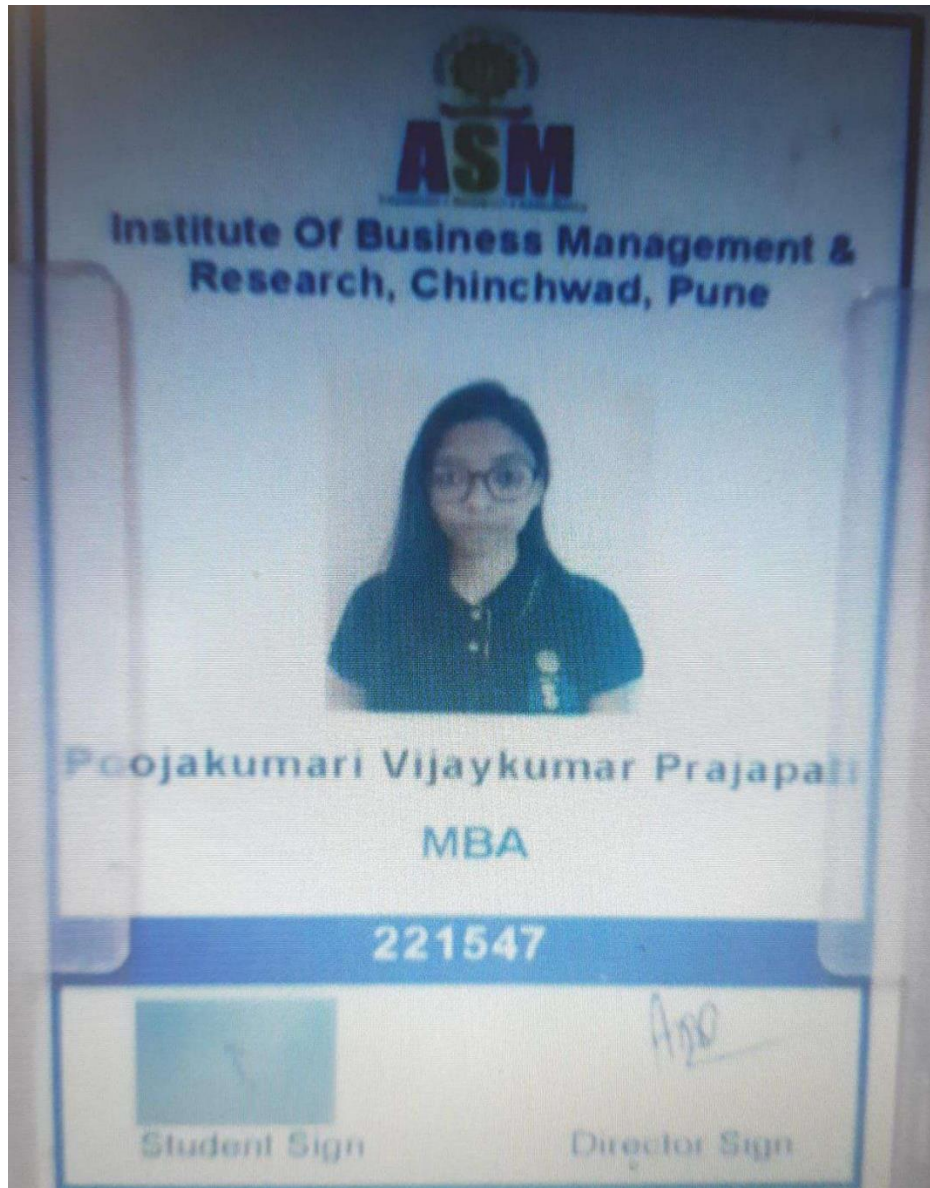 ASM
Institute Of Business Management &
Research, Chinchwad, Pune
Poojakumari Vijaykumar Prajapati
MBA
221547
Student Sign
Director Sign